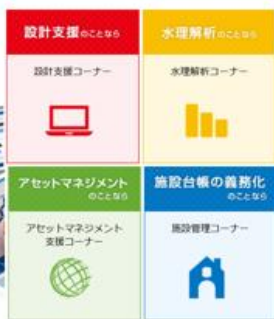 設計支援のことなら
設計支援コーナー
水理解析のことなら
水理解析コーナー
アセットマネジメント
のことなら
アセットマネジメント
支援コーナー
施設台帳の義務化
のことなら
施設管理コーナー